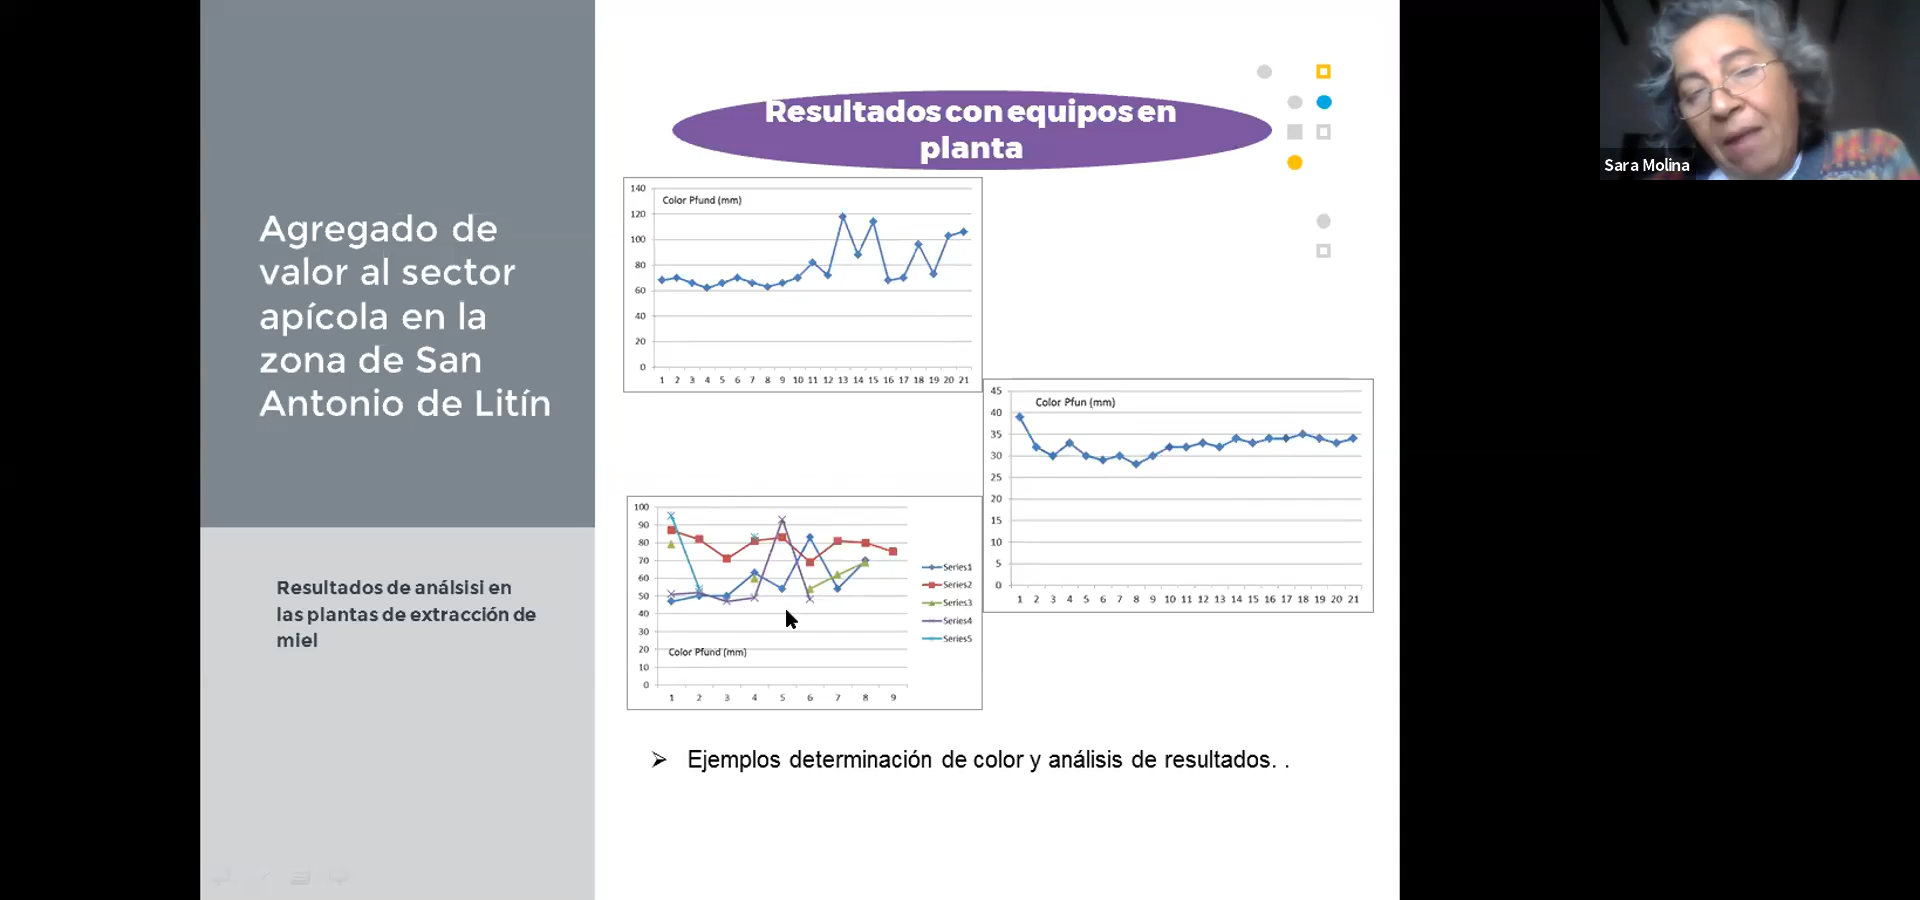 Agregado de
valor al sector
apícola en la
zona de San
Antonio de Litín
Resultados de análsisi en
las plantas de extracción de
miel
Resultados con equipos en
planta
Color Pfund (mm)
140
120
100
80
60
40
20
0
1 2 3 4 5 6 7 8 9 10 11 12 13 14 15 16 17 18 19 20 21
Color Pfun (mm)
45
40
35
30
25
20
15
10
5
0
1 2 3 4 5 6 7 8 9 10 11 12 13 14 15 16 17 18 19 20 21
100
90
80
70
60
50
40
30
20
10
0
Color Pfund (mm)
1 2 3 4 5 6 7 8 9
Series1
Series2
Series3
Series4
Series5
➢ Ejemplos determinación de color y análisis de resultados. .
Sara Molina